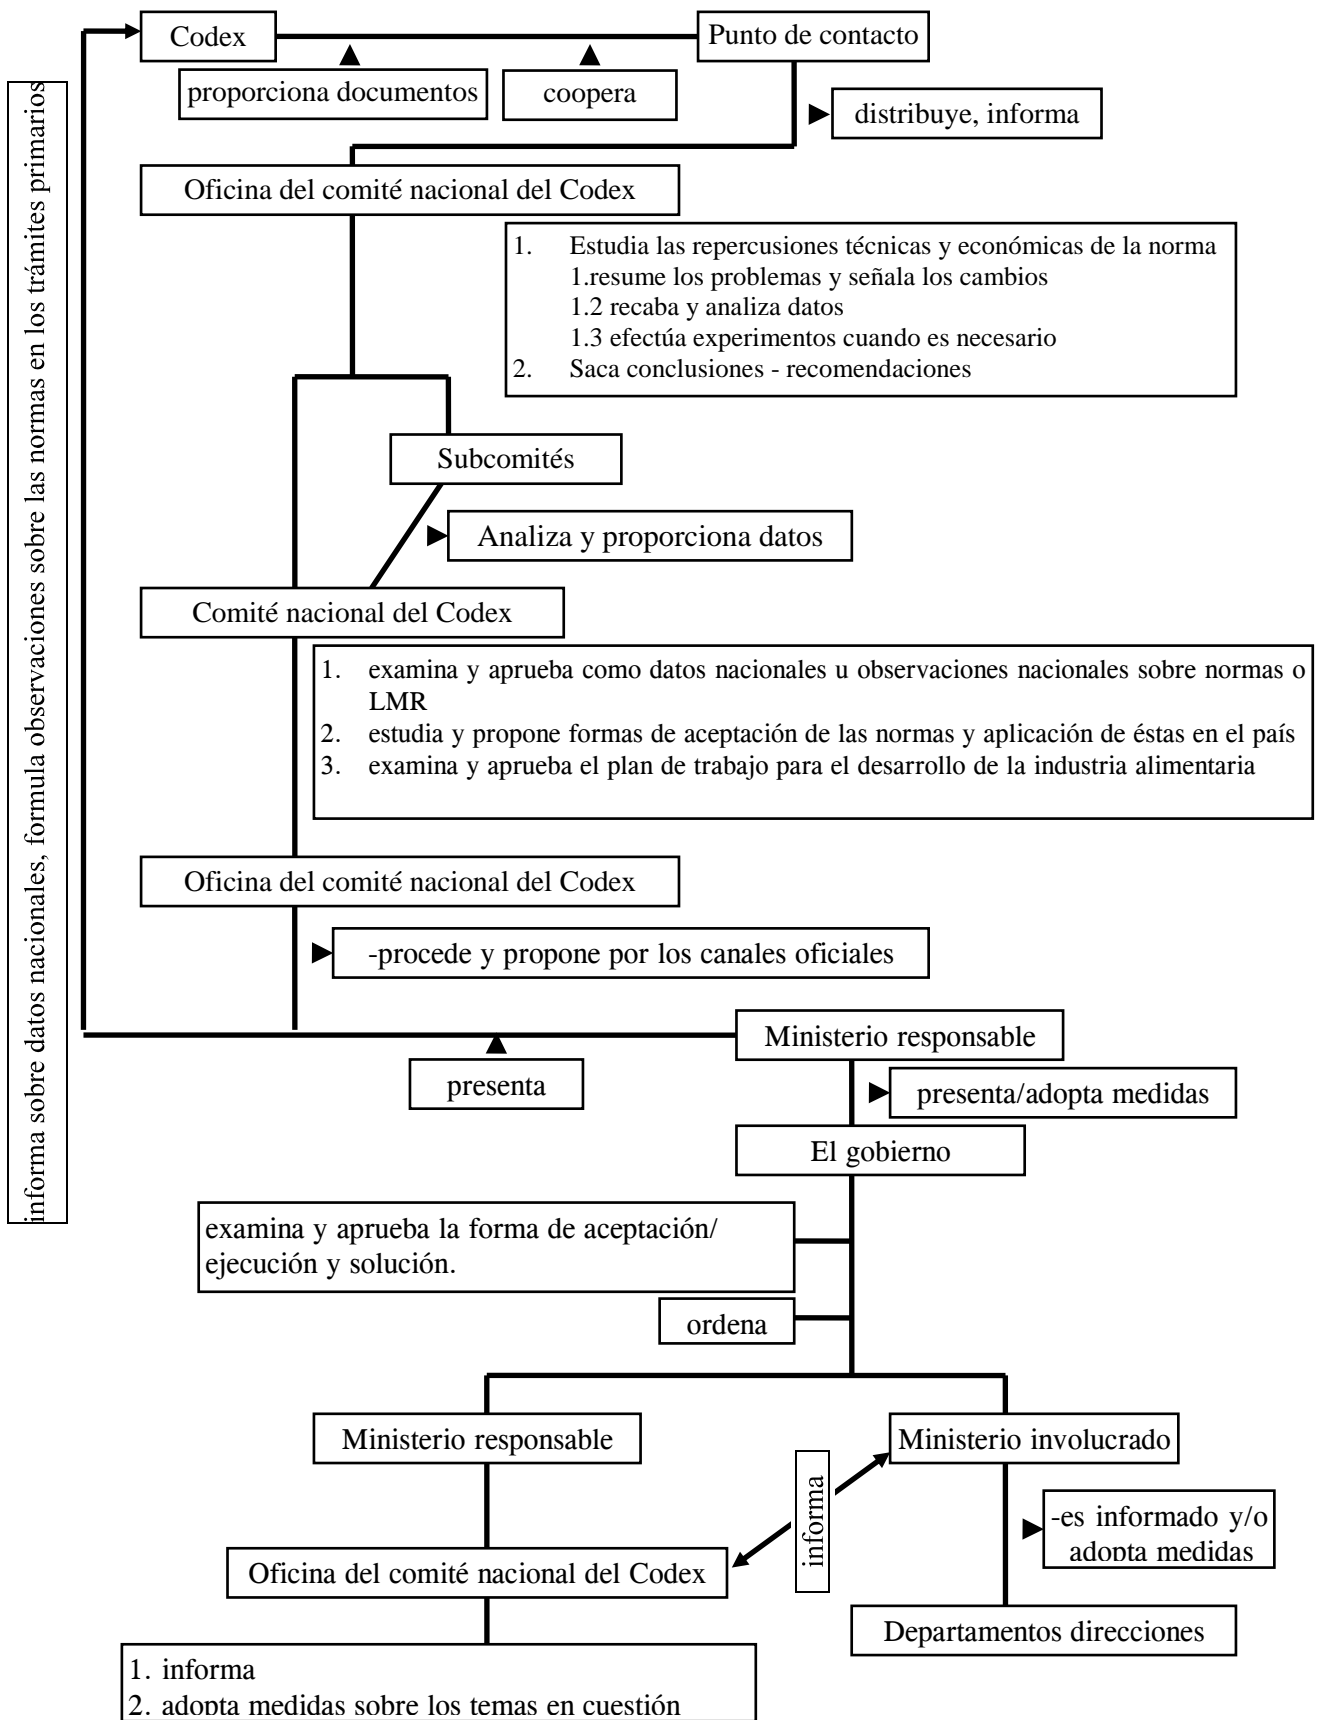 Codex
Punto de contacto
proporciona documentos
coopera
distribuye, informa
informa sobre datos nacionales, formula observaciones sobre las normas en los trámites primarios
Oficina del comité nacional del Codex
1. Estudia las repercusiones técnicas y económicas de la norma
1.resume los problemas y señala los cambios
1.2 recaba y analiza datos
1.3 efectúa experimentos cuando es necesario
2. Saca conclusiones - recomendaciones
Subcomités
Analiza y proporciona datos
Comité nacional del Codex
1. examina y aprueba como datos nacionales u observaciones nacionales sobre normas o
LMR
2. estudia y propone formas de aceptación de las normas y aplicación de éstas en el país
3. examina y aprueba el plan de trabajo para el desarrollo de la industria alimentaria
Oficina del comité nacional del Codex
-procede y propone por los canales oficiales
Ministerio responsable
presenta
presenta/adopta medidas
El gobierno
examina y aprueba la forma de aceptación/
ejecución y solución.
ordena
Ministerio responsable
Ministerio involucrado
informa
-es informado y/o
adopta medidas
Oficina del comité nacional del Codex
Departamentos direcciones
1. informa
2. adopta medidas sobre los temas en cuestión